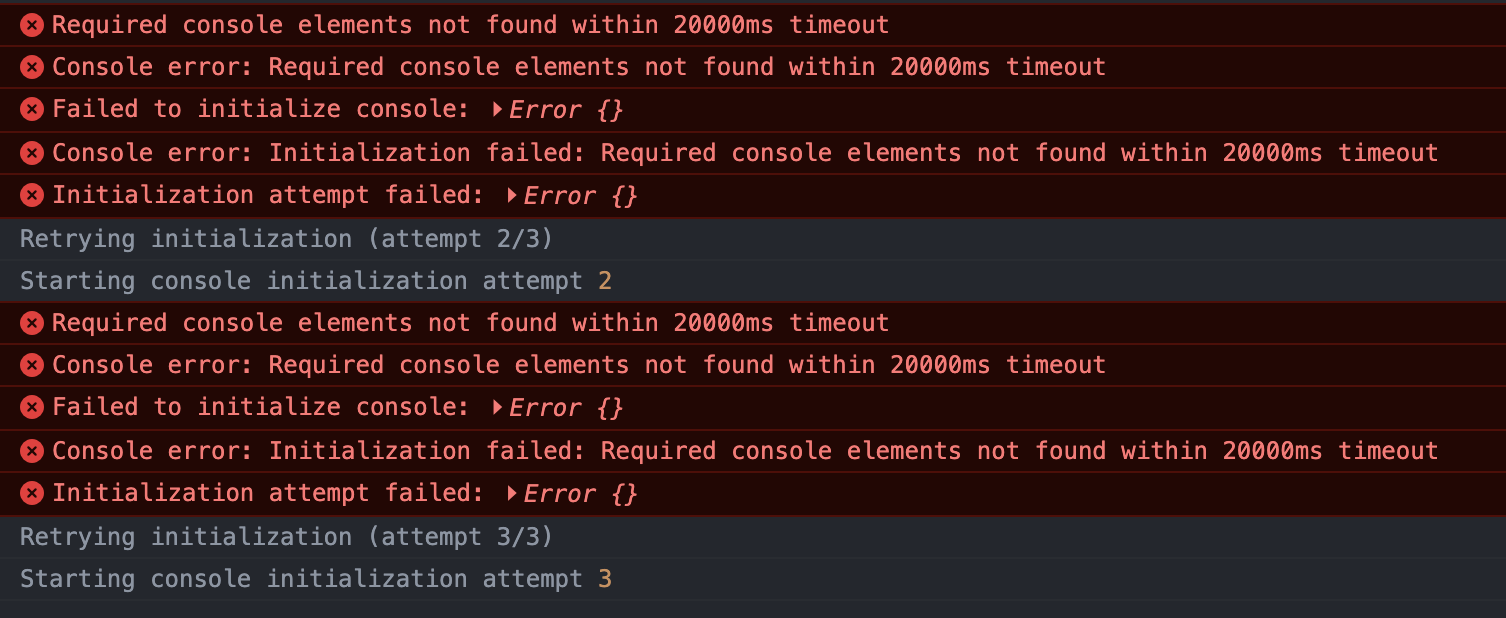 Required console elements not found within 20000ms timeout
Console error: Required console elements not found within 20000ms timeout
Failed to initialize console: Error {}
Console error: Initialization failed: Required console elements not found within 20000ms timeout
Initialization attempt failed: Error {}
Retrying initialization (attempt 2/3)
Starting console initialization attempt 2
Required console elements not found within 20000ms timeout
Console error: Required console elements not found within 20000ms timeout
Failed to initialize console: Error {}
Console error: Initialization failed: Required console elements not found within 20000ms timeout
Initialization attempt failed: Error {}
Retrying initialization (attempt 3/3)
Starting console initialization attempt 3